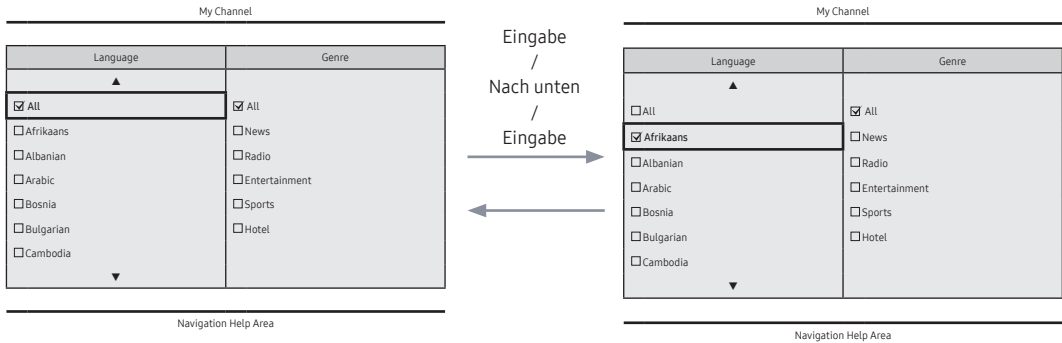 My Channel
Language Genre
▲
☑ All ☑ All
☐ Afrikaans ☐ News
☐ Albanian ☐ Radio
☐ Arabic ☐ Entertainment
☐ Bosnia ☐ Sports
☐ Bulgarian ☐ Hotel
☐ Cambodia
▼
Navigation Help Area
Eingabe
/
Nach unten
/
Eingabe
My Channel
Language Genre
▲
☐ All ☑ All
☑ Afrikaans ☐ News
☐ Albanian ☐ Radio
☐ Arabic ☐ Entertainment
☐ Bosnia ☐ Sports
☐ Bulgarian ☐ Hotel
☐ Cambodia
▼
Navigation Help Area